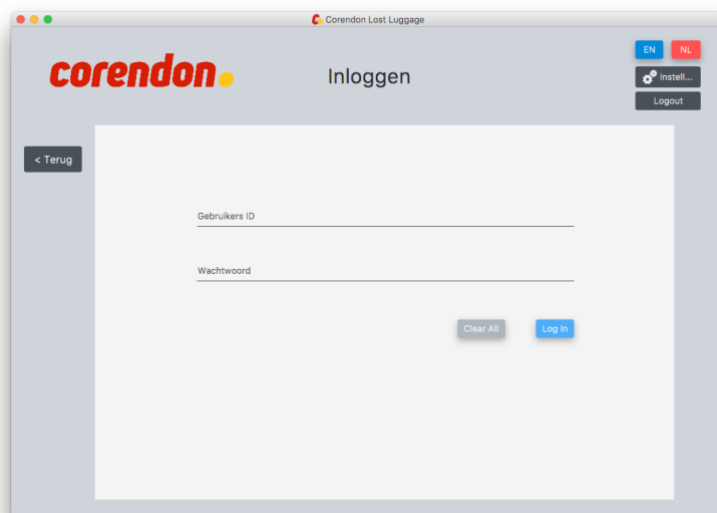 Corendon Lost Luggage
corendon.
Inloggen
EN NL
Instell...
Logout
< Terug
Gebruikers ID
Wachtwoord
Clear All Log In